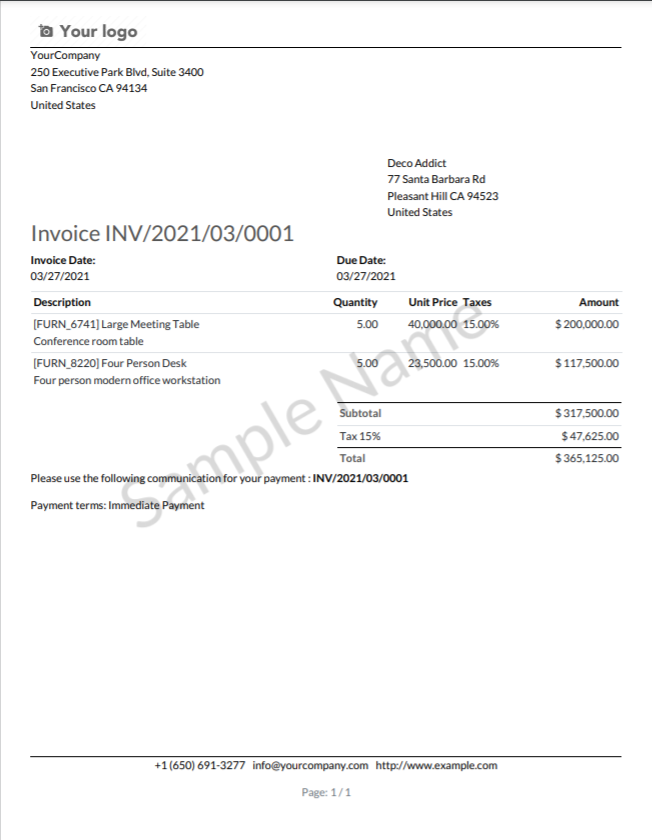 Your logo
YourCompany
250 Executive Park Blvd, Suite 3400
San Francisco CA 94134
United States
Deco Addict
77 Santa Barbara Rd
Pleasant Hill CA 94523
United States
Invoice INV/2021/03/0001
Invoice Date: Due Date:
03/27/2021 03/27/2021
Description Quantity Unit Price Taxes Amount
[FURN_6741] Large Meeting Table 5.00 40,000.00 15.00% $ 200,000.00
Conference room table
[FURN_8220] Four Person Desk 5.00 23,500.00 15.00% $ 117,500.00
Four person modern office workstation
Subtotal $ 317,500.00
Tax 15% $ 47,625.00
Total $ 365,125.00
Please use the following communication for your payment : INV/2021/03/0001
Payment terms: Immediate Payment
Sample Name
+1 (650) 691-3277 info@yourcompany.com http://www.example.com
Page: 1 / 1